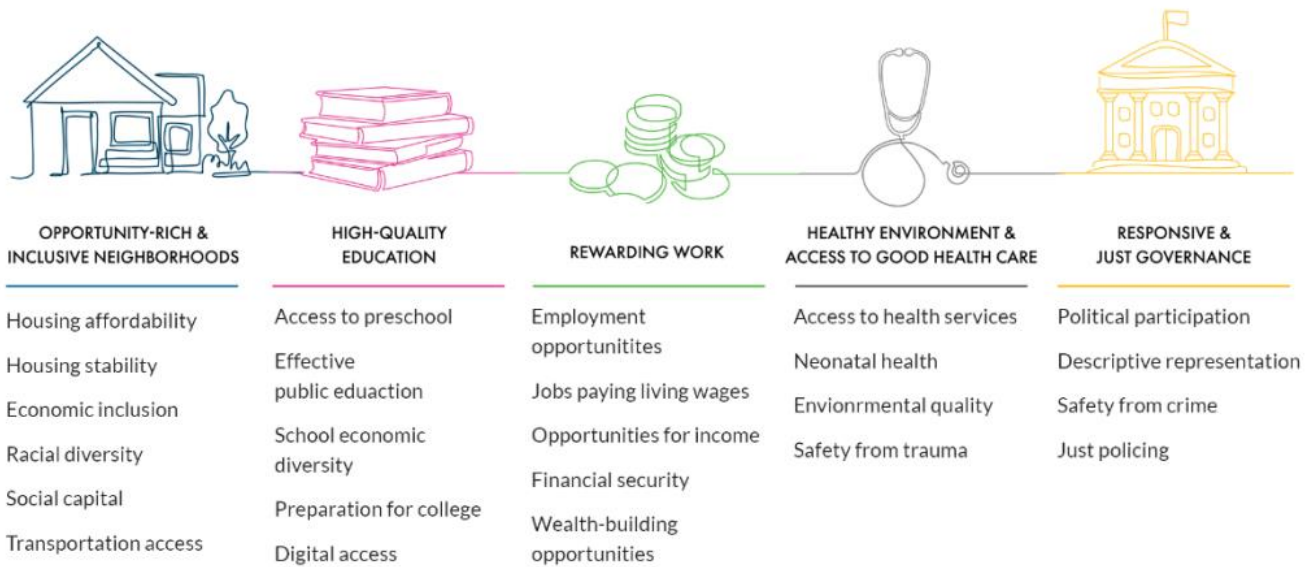 OPPORTUNITY-RICH &
INCLUSIVE NEIGHBORHOODS
Housing affordability
Housing stability
Economic inclusion
Racial diversity
Social capital
Transportation access
HIGH-QUALITY
EDUCATION
Access to preschool
Effective
public eduaction
School economic
diversity
Preparation for college
Digital access
REWARDING WORK
Employment
opportunitites
Jobs paying living wages
Opportunities for income
Financial security
Wealth-building
opportunities
HEALTHY ENVIRONMENT &
ACCESS TO GOOD HEALTH CARE
Access to health services
Neonatal health
Envionrmental quality
Safety from trauma
RESPONSIVE &
JUST GOVERNANCE
Political participation
Descriptive representation
Safety from crime
Just policing